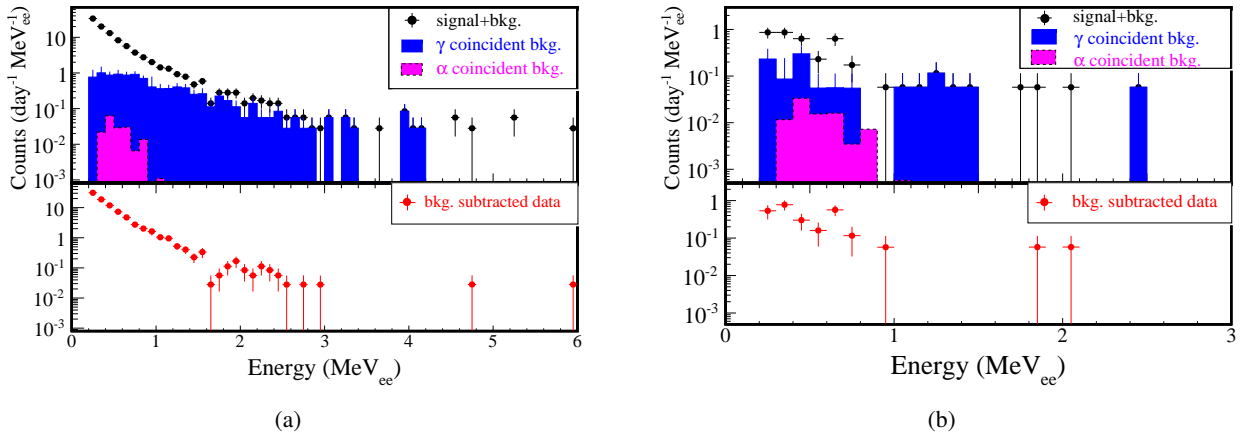 Counts (day⁻¹ MeV⁻¹ₑₑ)
10
1
10⁻¹
10⁻²
10⁻³
signal+bkg.
γ coincident bkg.
α coincident bkg.
10
1
10⁻¹
10⁻²
10⁻³
bkg. subtracted data
0 1 2 3 4 5 6
Energy (MeVₑₑ)
(a)
Counts (day⁻¹ MeV⁻¹ₑₑ)
1
10⁻¹
10⁻²
10⁻³
signal+bkg.
γ coincident bkg.
α coincident bkg.
1
10⁻¹
10⁻²
10⁻³
bkg. subtracted data
0 1 2 3
Energy (MeVₑₑ)
(b)